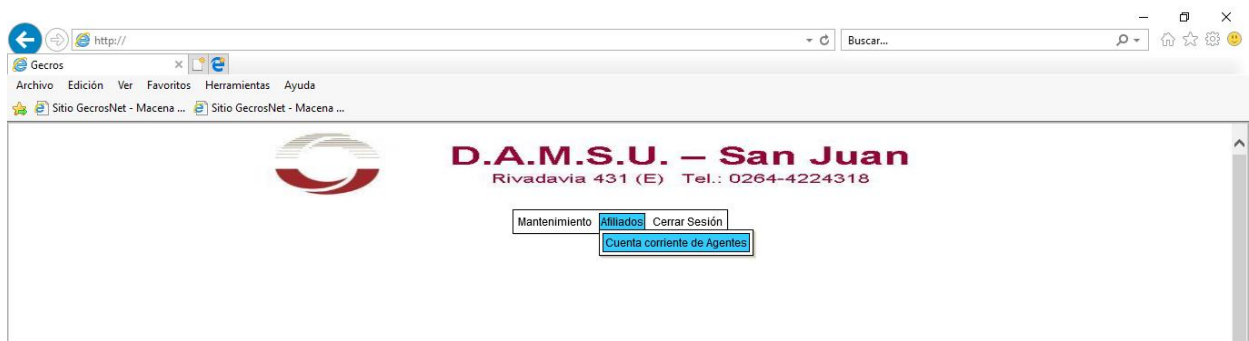 http://
Buscar...
Gecros
Archivo Edición Ver Favoritos Herramientas Ayuda
Sitio GecrosNet - Macena ... Sitio GecrosNet - Macena ...
D.A.M.S.U. – San Juan
Rivadavia 431 (E) Tel.: 0264-4224318
Mantenimiento Afiliados Cerrar Sesión
Cuenta corriente de Agentes